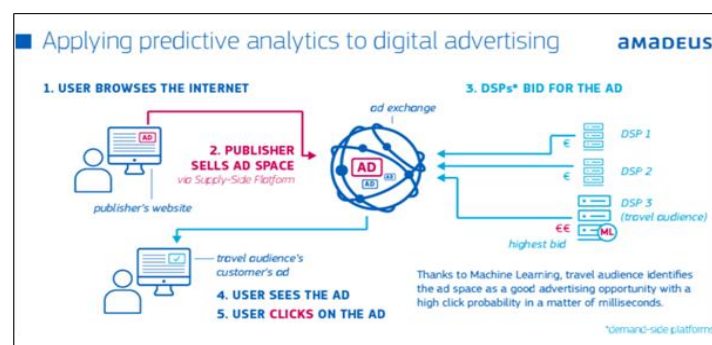 Applying predictive analytics to digital advertising
aMaDEUS
1. USER BROWSES THE INTERNET
AD
publisher's website
2. PUBLISHER
SELLS AD SPACE
via Supply-Side Platform
ad exchange
AD
AD
AD
3. DSPs* BID FOR THE AD
DSP 1
€
DSP 2
€
DSP 3
(travel audience)
€€
ML
highest bid
travel audience's
customer's ad
4. USER SEES THE AD
5. USER CLICKS ON THE AD
Thanks to Machine Learning, travel audience identifies
the ad space as a good advertising opportunity with a
high click probability in a matter of milliseconds.
*demand-side platforms